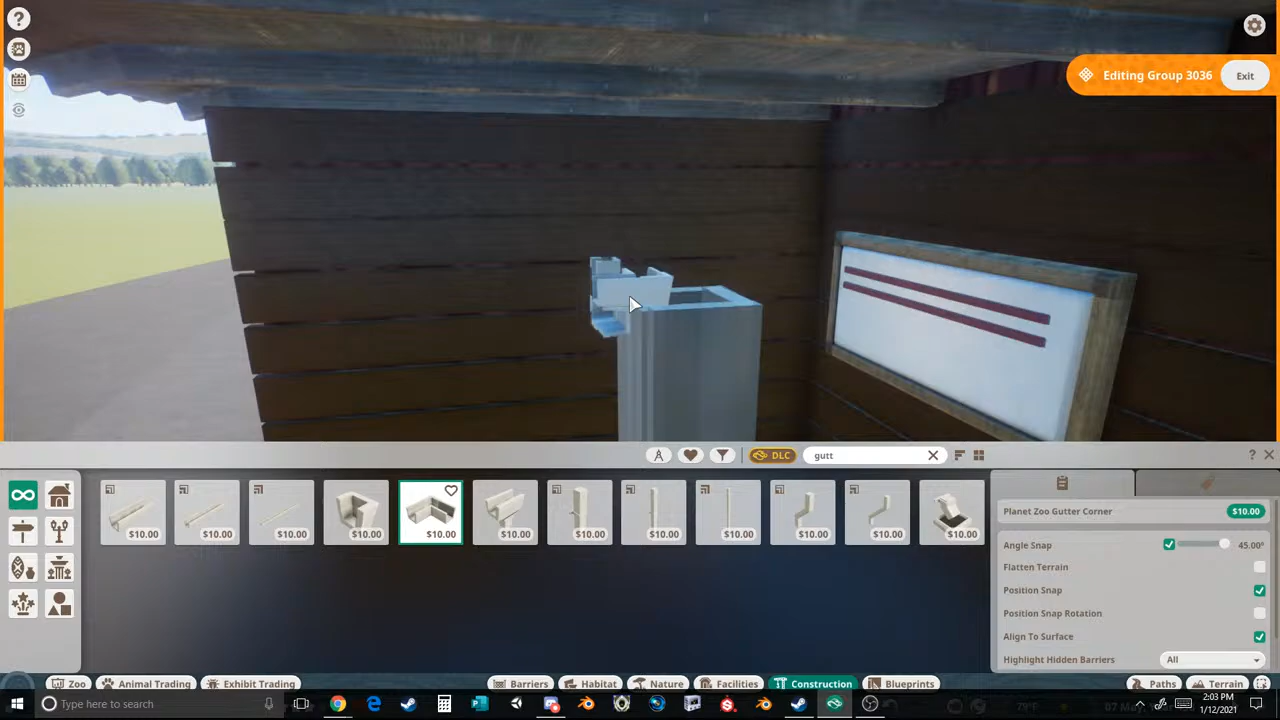 Editing Group 3036
Exit
DLC
gutt
$10.00
$10.00
$10.00
$10.00
$10.00
$10.00
$10.00
$10.00
$10.00
$10.00
$10.00
$10.00
Planet Zoo Gutter Corner
$10.00
Angle Snap
45.00°
Flatten Terrain
Position Snap
Position Snap Rotation
Align To Surface
Highlight Hidden Barriers
All
Zoo
Animal Trading
Exhibit Trading
Barriers
Habitat
Nature
Facilities
Construction
Blueprints
Paths
Terrain
Type here to search
2:03 PM
1/12/2021